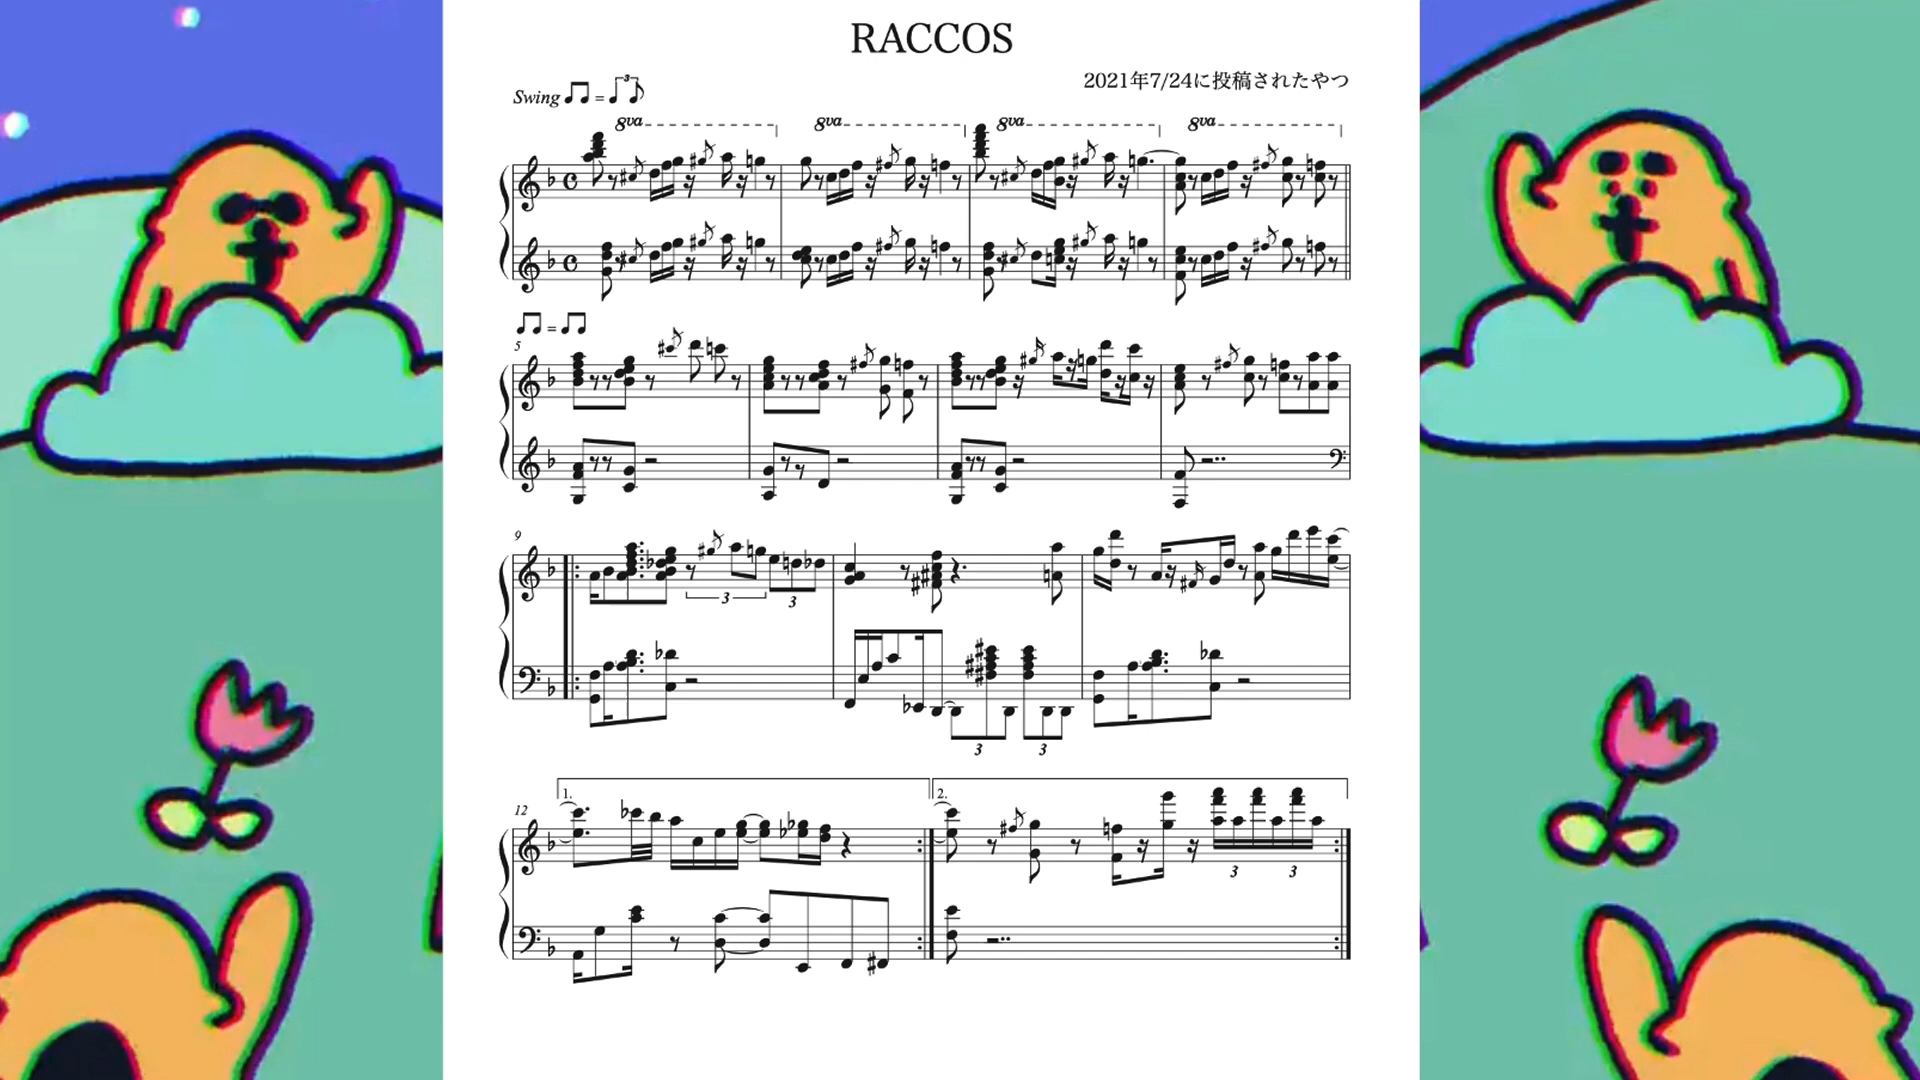 RACCOS
2021年7/24に投稿されたやつ
Swing = 3
8va 8va 8va 8va
=
5
9
3 3
3 3
1. 2.
12
3 3